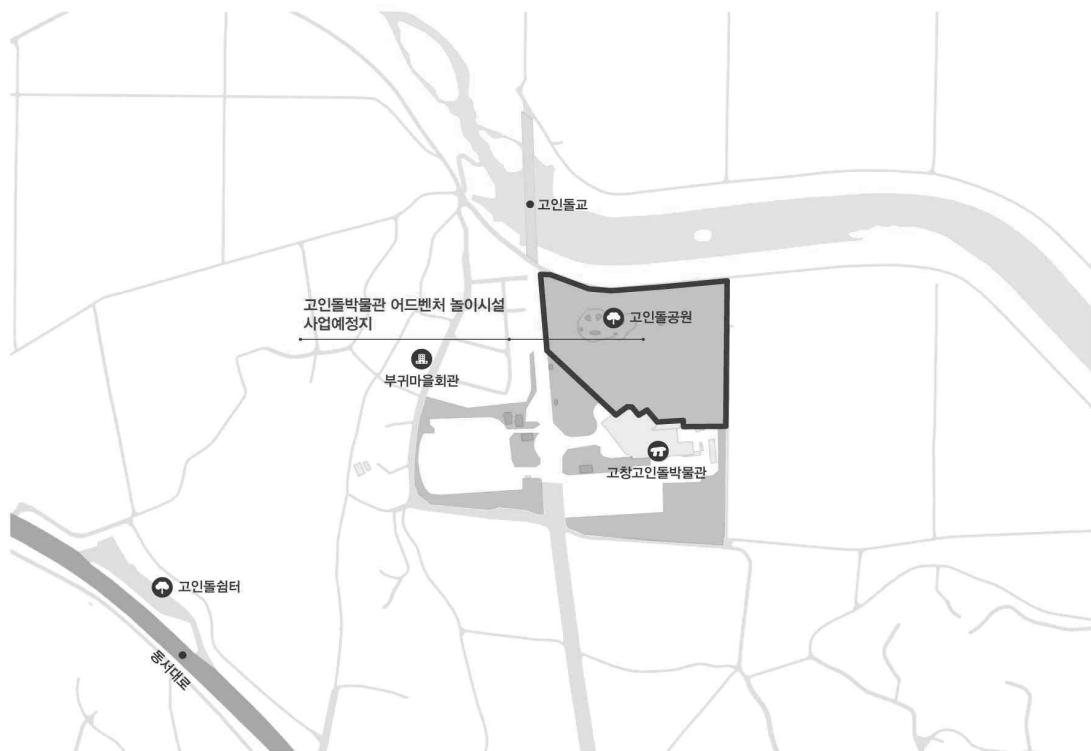 고인돌교
고인돌박물관 어드벤처 놀이시설
사업예정지
고인돌공원
부귀마을회관
고창고인돌박물관
고인돌쉼터
동서대로